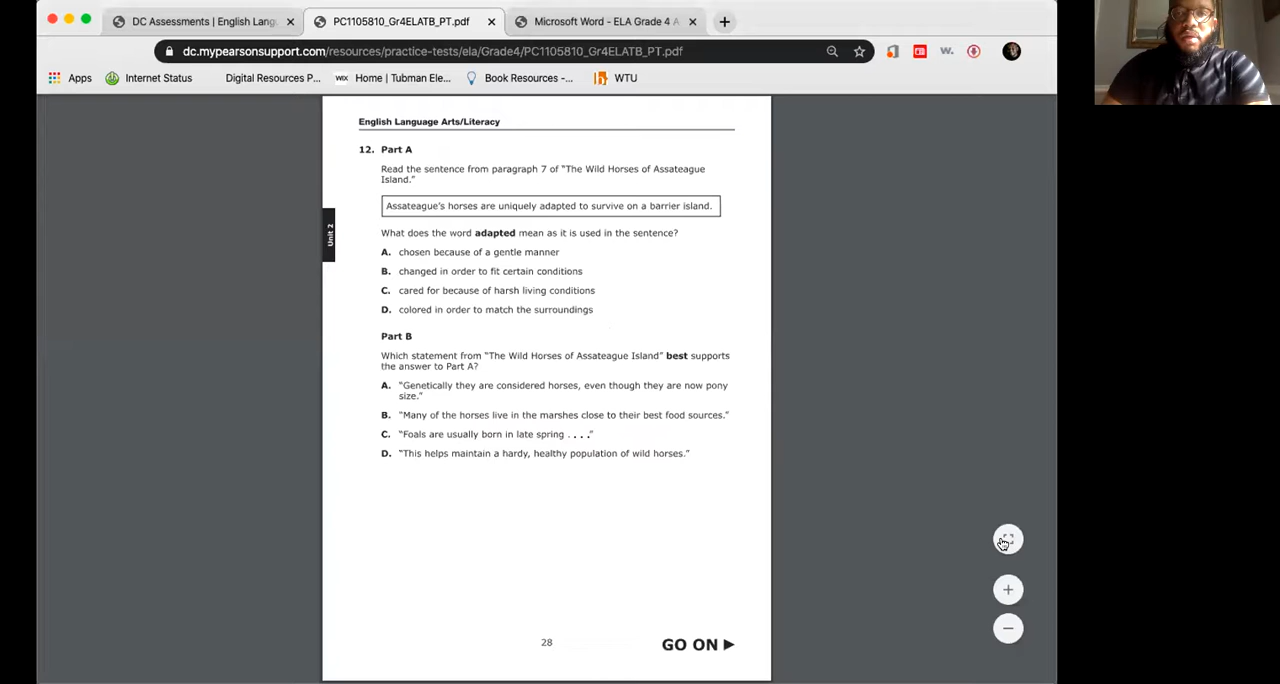 DC Assessments | English Lang
PC1105810_Gr4ELATB_PT.pdf
Microsoft Word - ELA Grade 4 A
dc.mypearsonsupport.com/resources/practice-tests/ela/Grade4/PC1105810_Gr4ELATB_PT.pdf
w.
Apps
Internet Status
Digital Resources P...
WiX Home | Tubman Ele...
Book Resources -...
WTU
English Language Arts/Literacy
12. Part A
Read the sentence from paragraph 7 of “The Wild Horses of Assateague
Island.”
Assateague’s horses are uniquely adapted to survive on a barrier island.
Unit 2
What does the word adapted mean as it is used in the sentence?
A. chosen because of a gentle manner
B. changed in order to fit certain conditions
C. cared for because of harsh living conditions
D. colored in order to match the surroundings
Part B
Which statement from “The Wild Horses of Assateague Island” best supports
the answer to Part A?
A. “Genetically they are considered horses, even though they are now pony
size.”
B. “Many of the horses live in the marshes close to their best food sources.”
C. “Foals are usually born in late spring . . . .”
D. “This helps maintain a hardy, healthy population of wild horses.”
28
GO ON